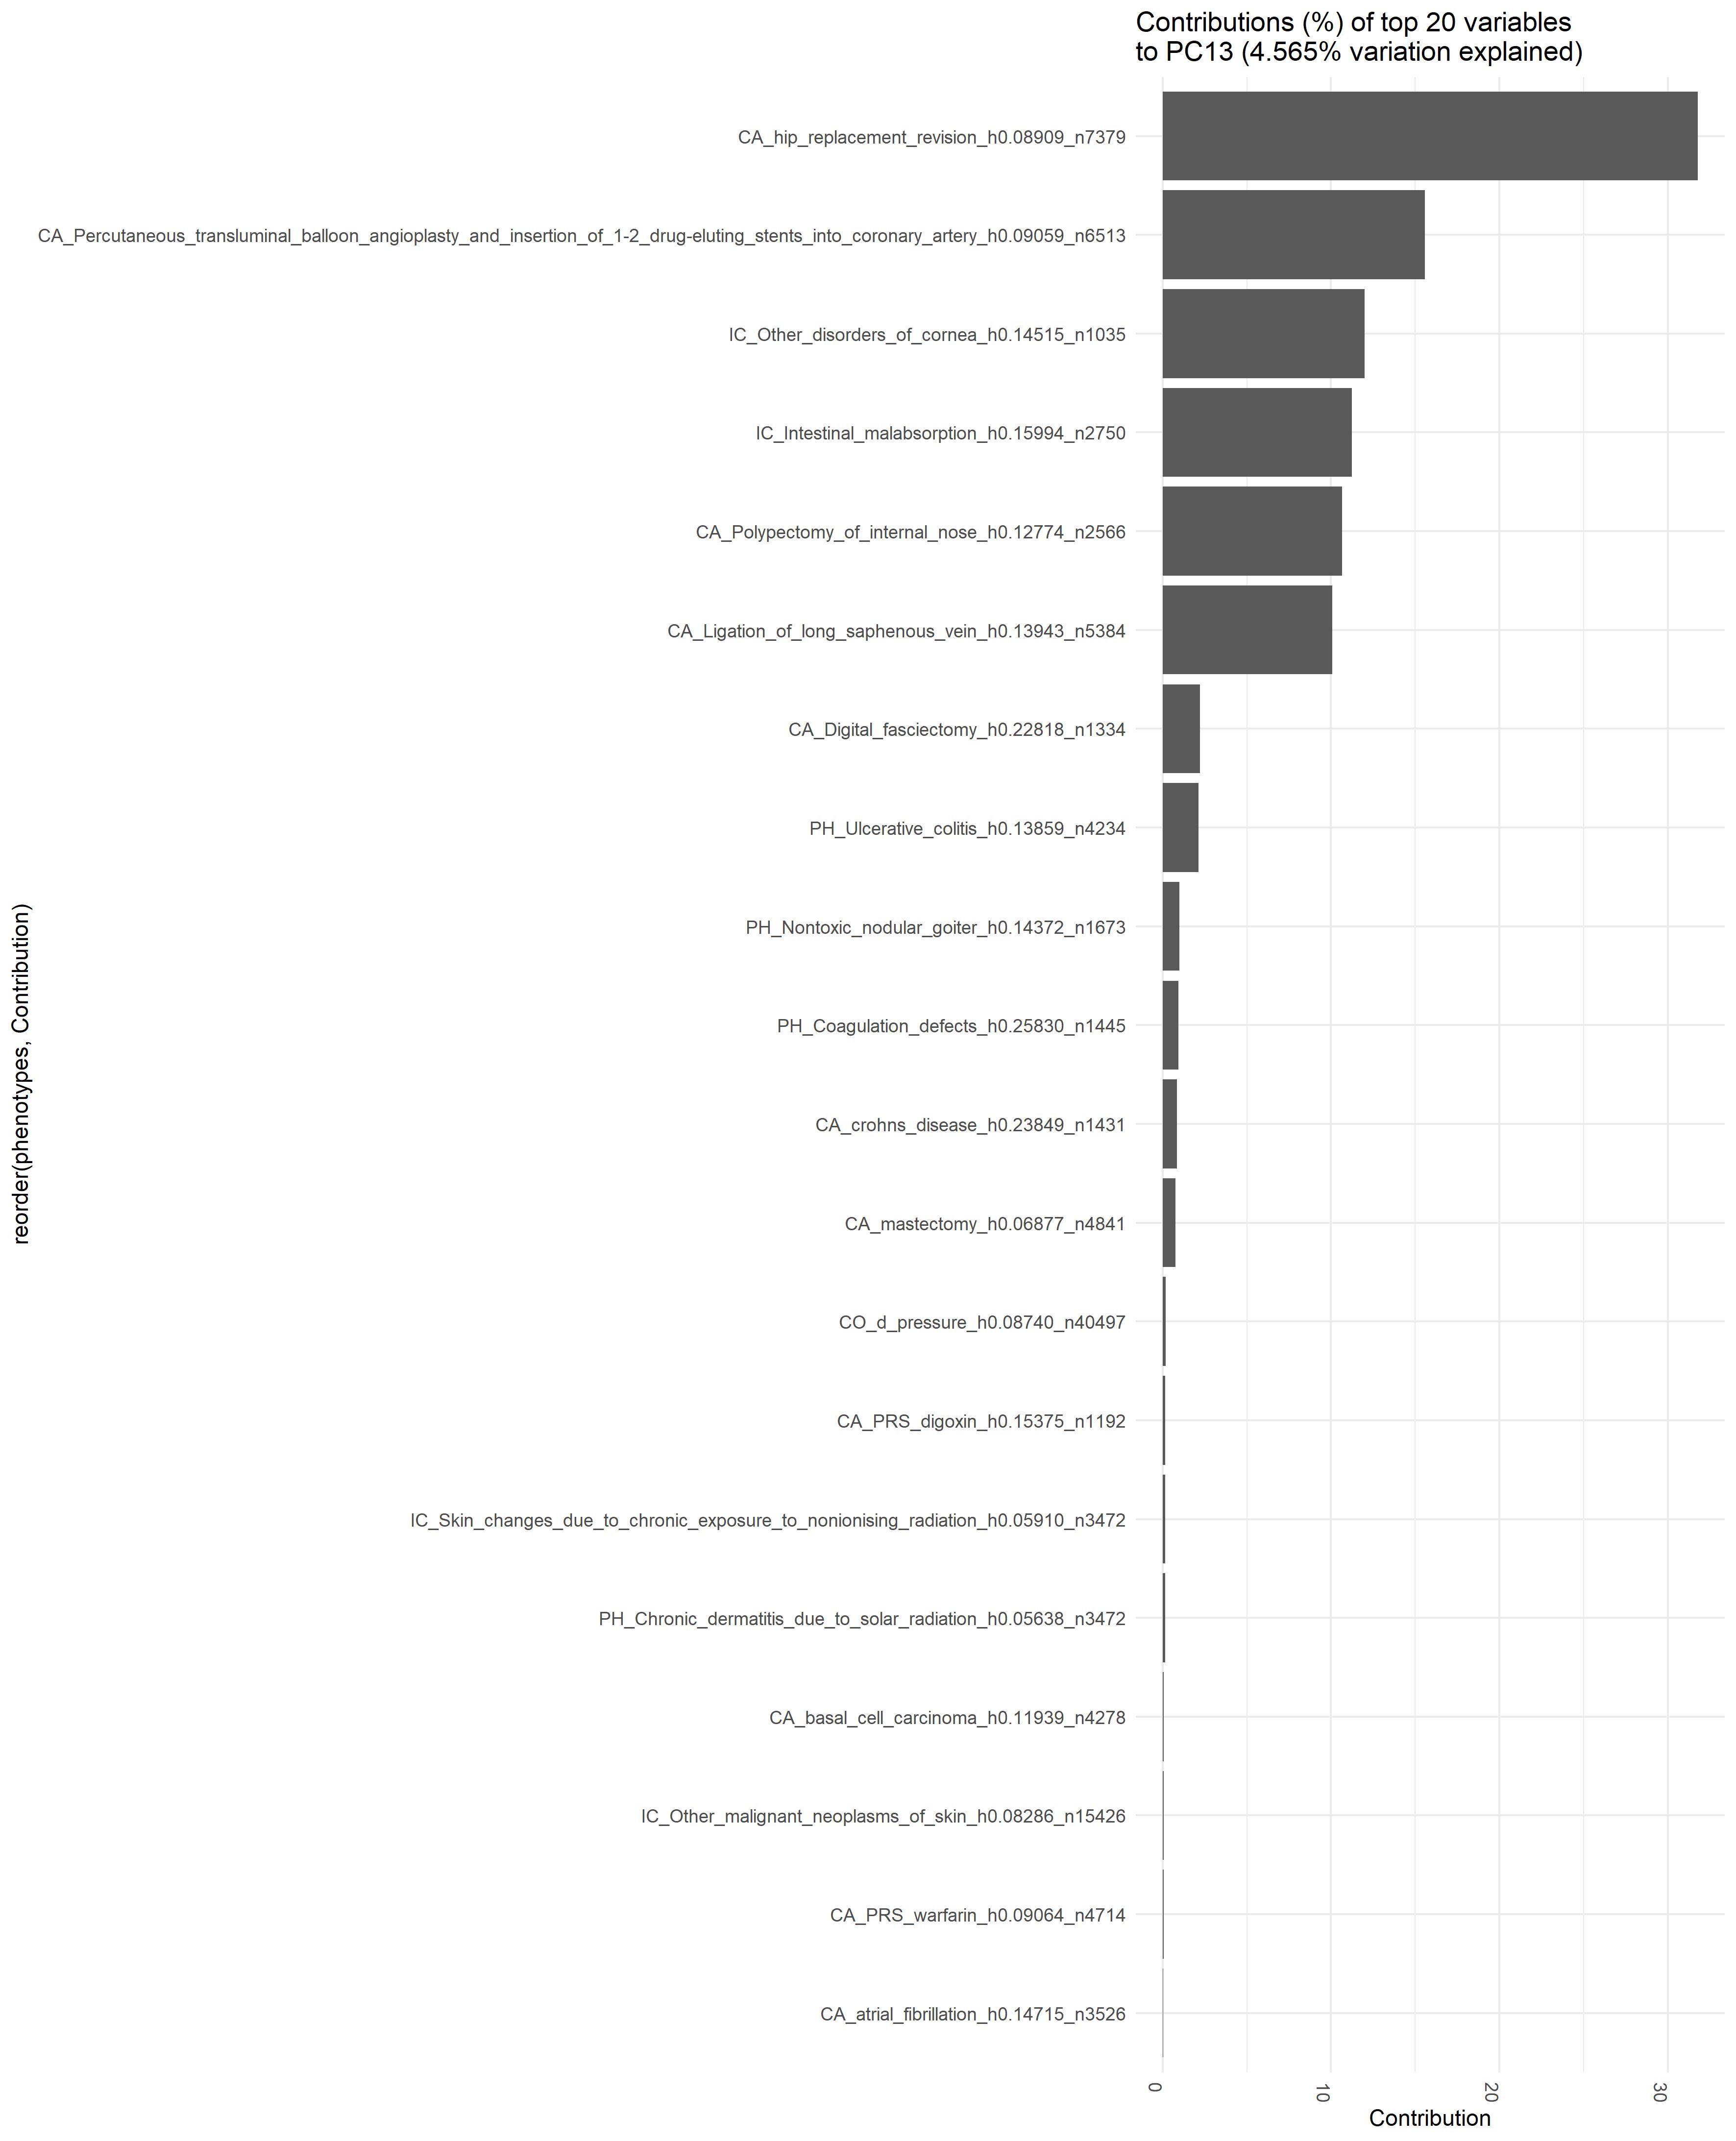 Contributions (%) of top 20 variables
to PC13 (4.565% variation explained)
CA_hip_replacement_revision_h0.08909_n7379
CA_Percutaneous_transluminal_balloon_angioplasty_and_insertion_of_1-2_drug-eluting_stents_into_coronary_artery_h0.09059_n6513
IC_Other_disorders_of_cornea_h0.14515_n1035
IC_Intestinal_malabsorption_h0.15994_n2750
CA_Polypectomy_of_internal_nose_h0.12774_n2566
CA_Ligation_of_long_saphenous_vein_h0.13943_n5384
CA_Digital_fasciectomy_h0.22818_n1334
PH_Ulcerative_colitis_h0.13859_n4234
PH_Nontoxic_nodular_goiter_h0.14372_n1673
PH_Coagulation_defects_h0.25830_n1445
CA_crohns_disease_h0.23849_n1431
CA_mastectomy_h0.06877_n4841
CO_d_pressure_h0.08740_n40497
CA_PRS_digoxin_h0.15375_n1192
IC_Skin_changes_due_to_chronic_exposure_to_nonionising_radiation_h0.05910_n3472
PH_Chronic_dermatitis_due_to_solar_radiation_h0.05638_n3472
CA_basal_cell_carcinoma_h0.11939_n4278
IC_Other_malignant_neoplasms_of_skin_h0.08286_n15426
CA_PRS_warfarin_h0.09064_n4714
CA_atrial_fibrillation_h0.14715_n3526
reorder(phenotypes, Contribution)
0 10 20 30
Contribution